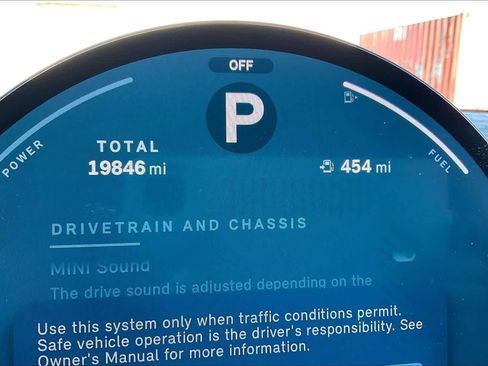 OFF
P
POWER
TOTAL
19846 mi
454 mi
FUEL
DRIVETRAIN AND CHASSIS
MINI Sound
The drive sound is adjusted depending on the
Use this system only when traffic conditions permit.
Safe vehicle operation is the driver's responsibility. See
Owner's Manual for more information.